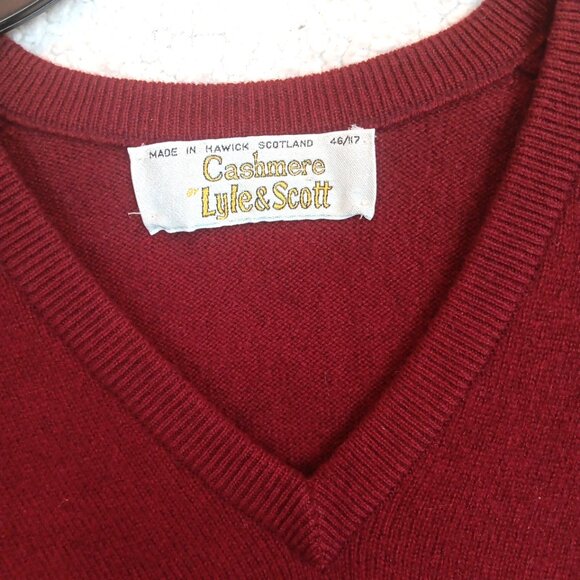 MADE IN HAWICK SCOTLAND 46/117
Cashmere
BY Lyle & Scott